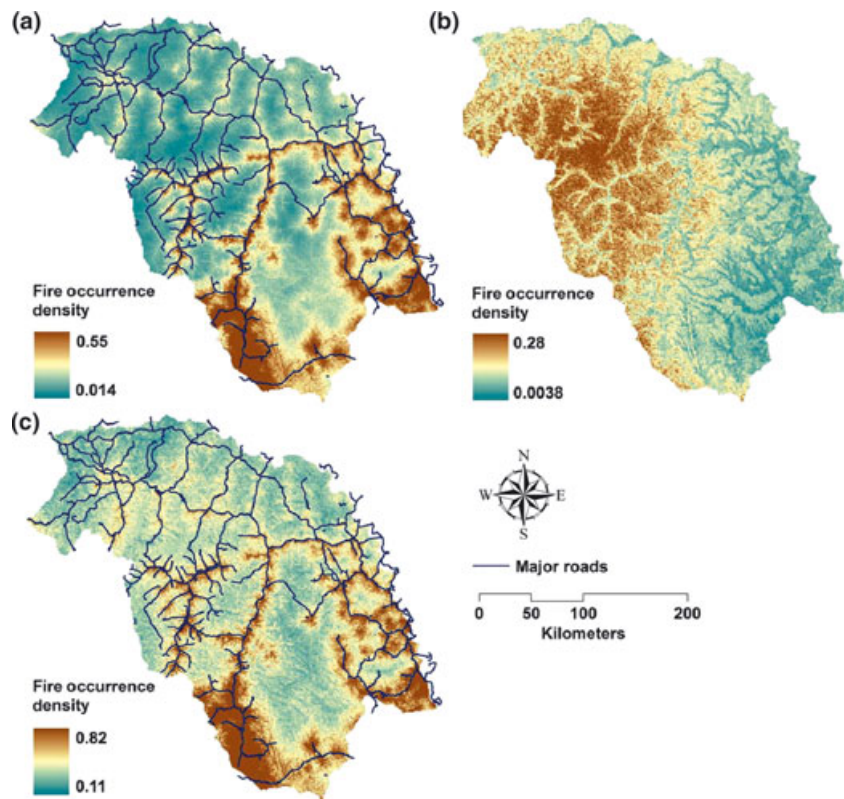 (a)
Fire occurrence
density
0.55
0.014
(b)
Fire occurrence
density
0.28
0.0038
(c)
Fire occurrence
density
0.82
0.11
N
W E
S
Major roads
0 50 100 200
Kilometers